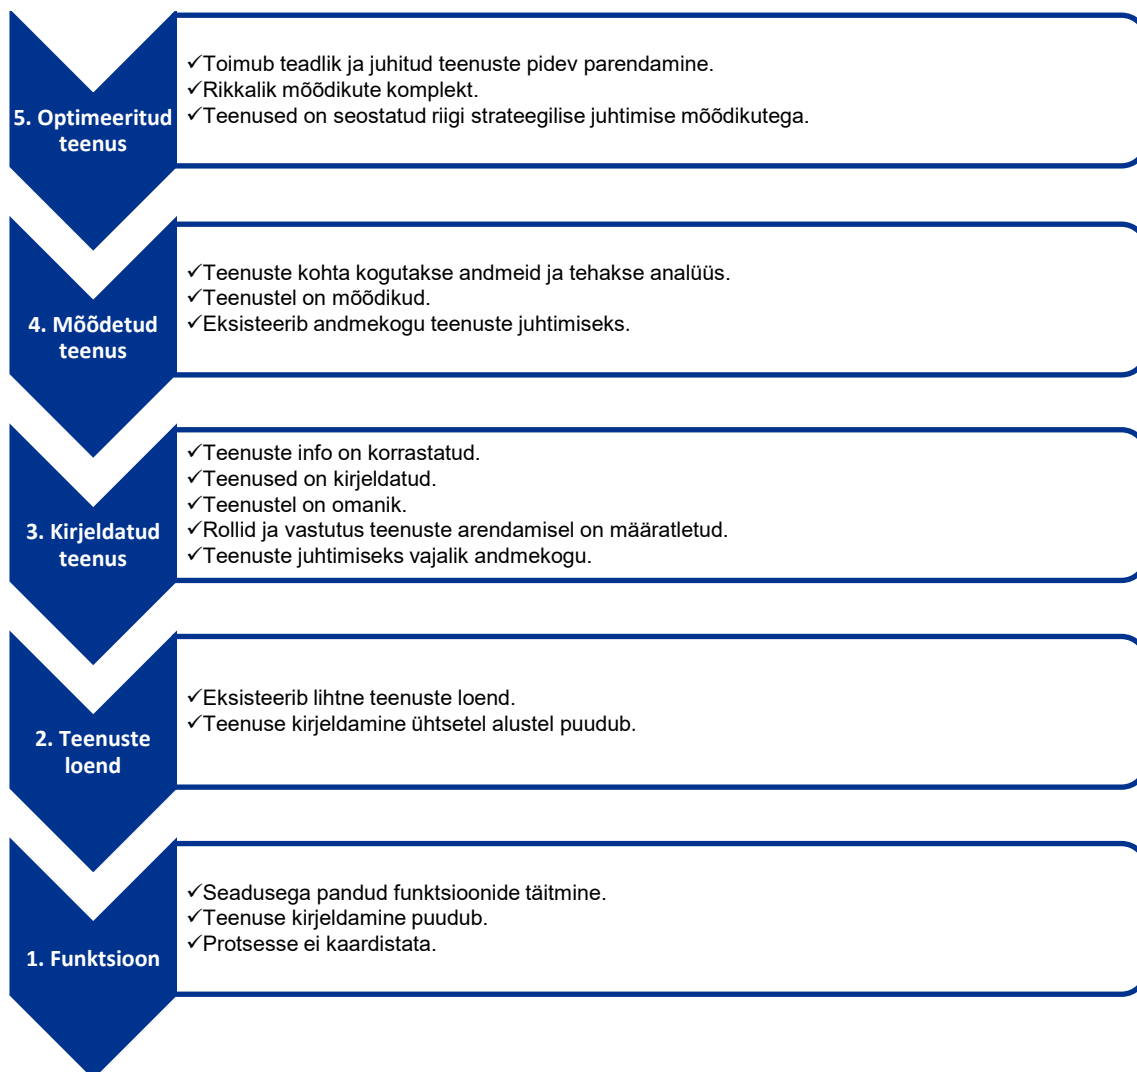 5. Optimeeritud
teenus
✓Toimub teadlik ja juhitud teenuste pidev parendamine.
✓Rikkalik mõõdikute komplekt.
✓Teenused on seostatud riigi strateegilise juhtimise mõõdikutega.
4. Mõõdetud
teenus
✓Teenuste kohta kogutakse andmeid ja tehakse analüüs.
✓Teenustel on mõõdikud.
✓Eksisteerib andmekogu teenuste juhtimiseks.
3. Kirjeldatud
teenus
✓Teenuste info on korrastatud.
✓Teenused on kirjeldatud.
✓Teenustel on omanik.
✓Rollid ja vastutus teenuste arendamisel on määratletud.
✓Teenuste juhtimiseks vajalik andmekogu.
2. Teenuste
loend
✓Eksisteerib lihtne teenuste loend.
✓Teenuse kirjeldamine ühtsetel alustel puudub.
1. Funktsioon
✓Seadusega pandud funktsioonide täitmine.
✓Teenuse kirjeldamine puudub.
✓Protsesse ei kaardistata.